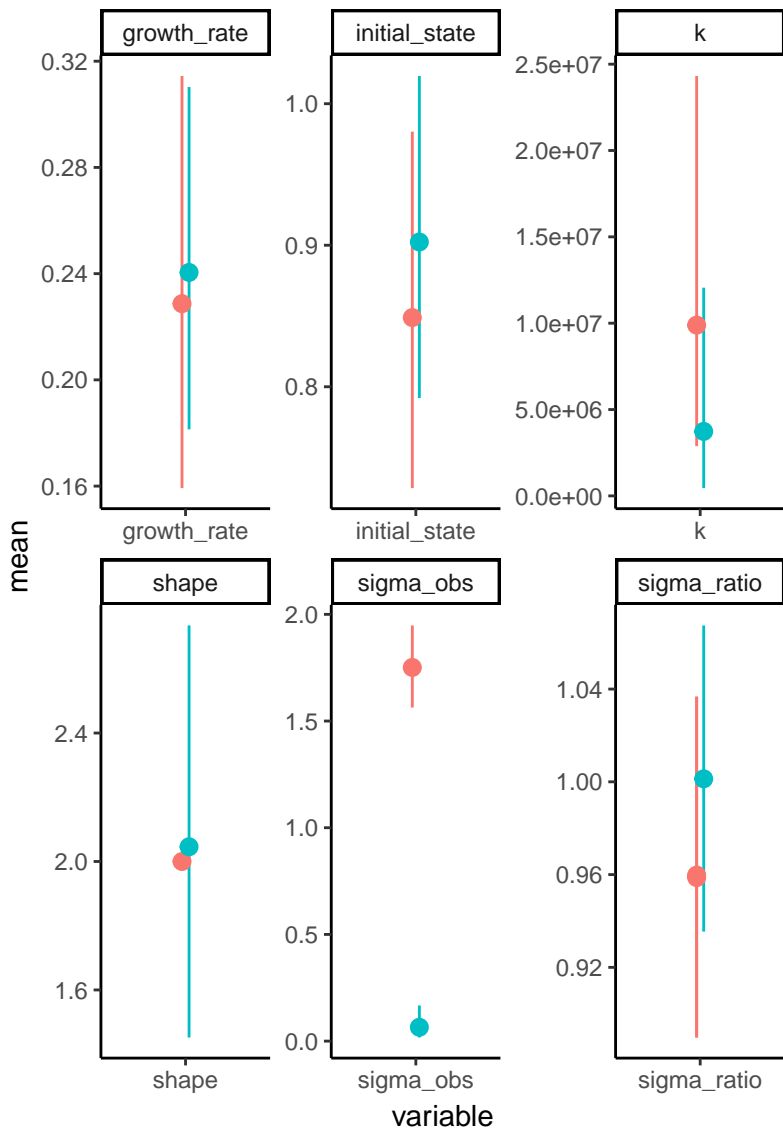 growth_rate initial_state k
0.32
0.28
0.24
0.20
0.16
1.0
0.9
0.8
2.5e+07
2.0e+07
1.5e+07
1.0e+07
5.0e+06
0.0e+00
growth_rate initial_state k
mean
shape sigma_obs sigma_ratio
2.4
2.0
1.6
2.0
1.5
1.0
0.5
0.0
1.04
1.00
0.96
0.92
shape sigma_obs sigma_ratio
variable